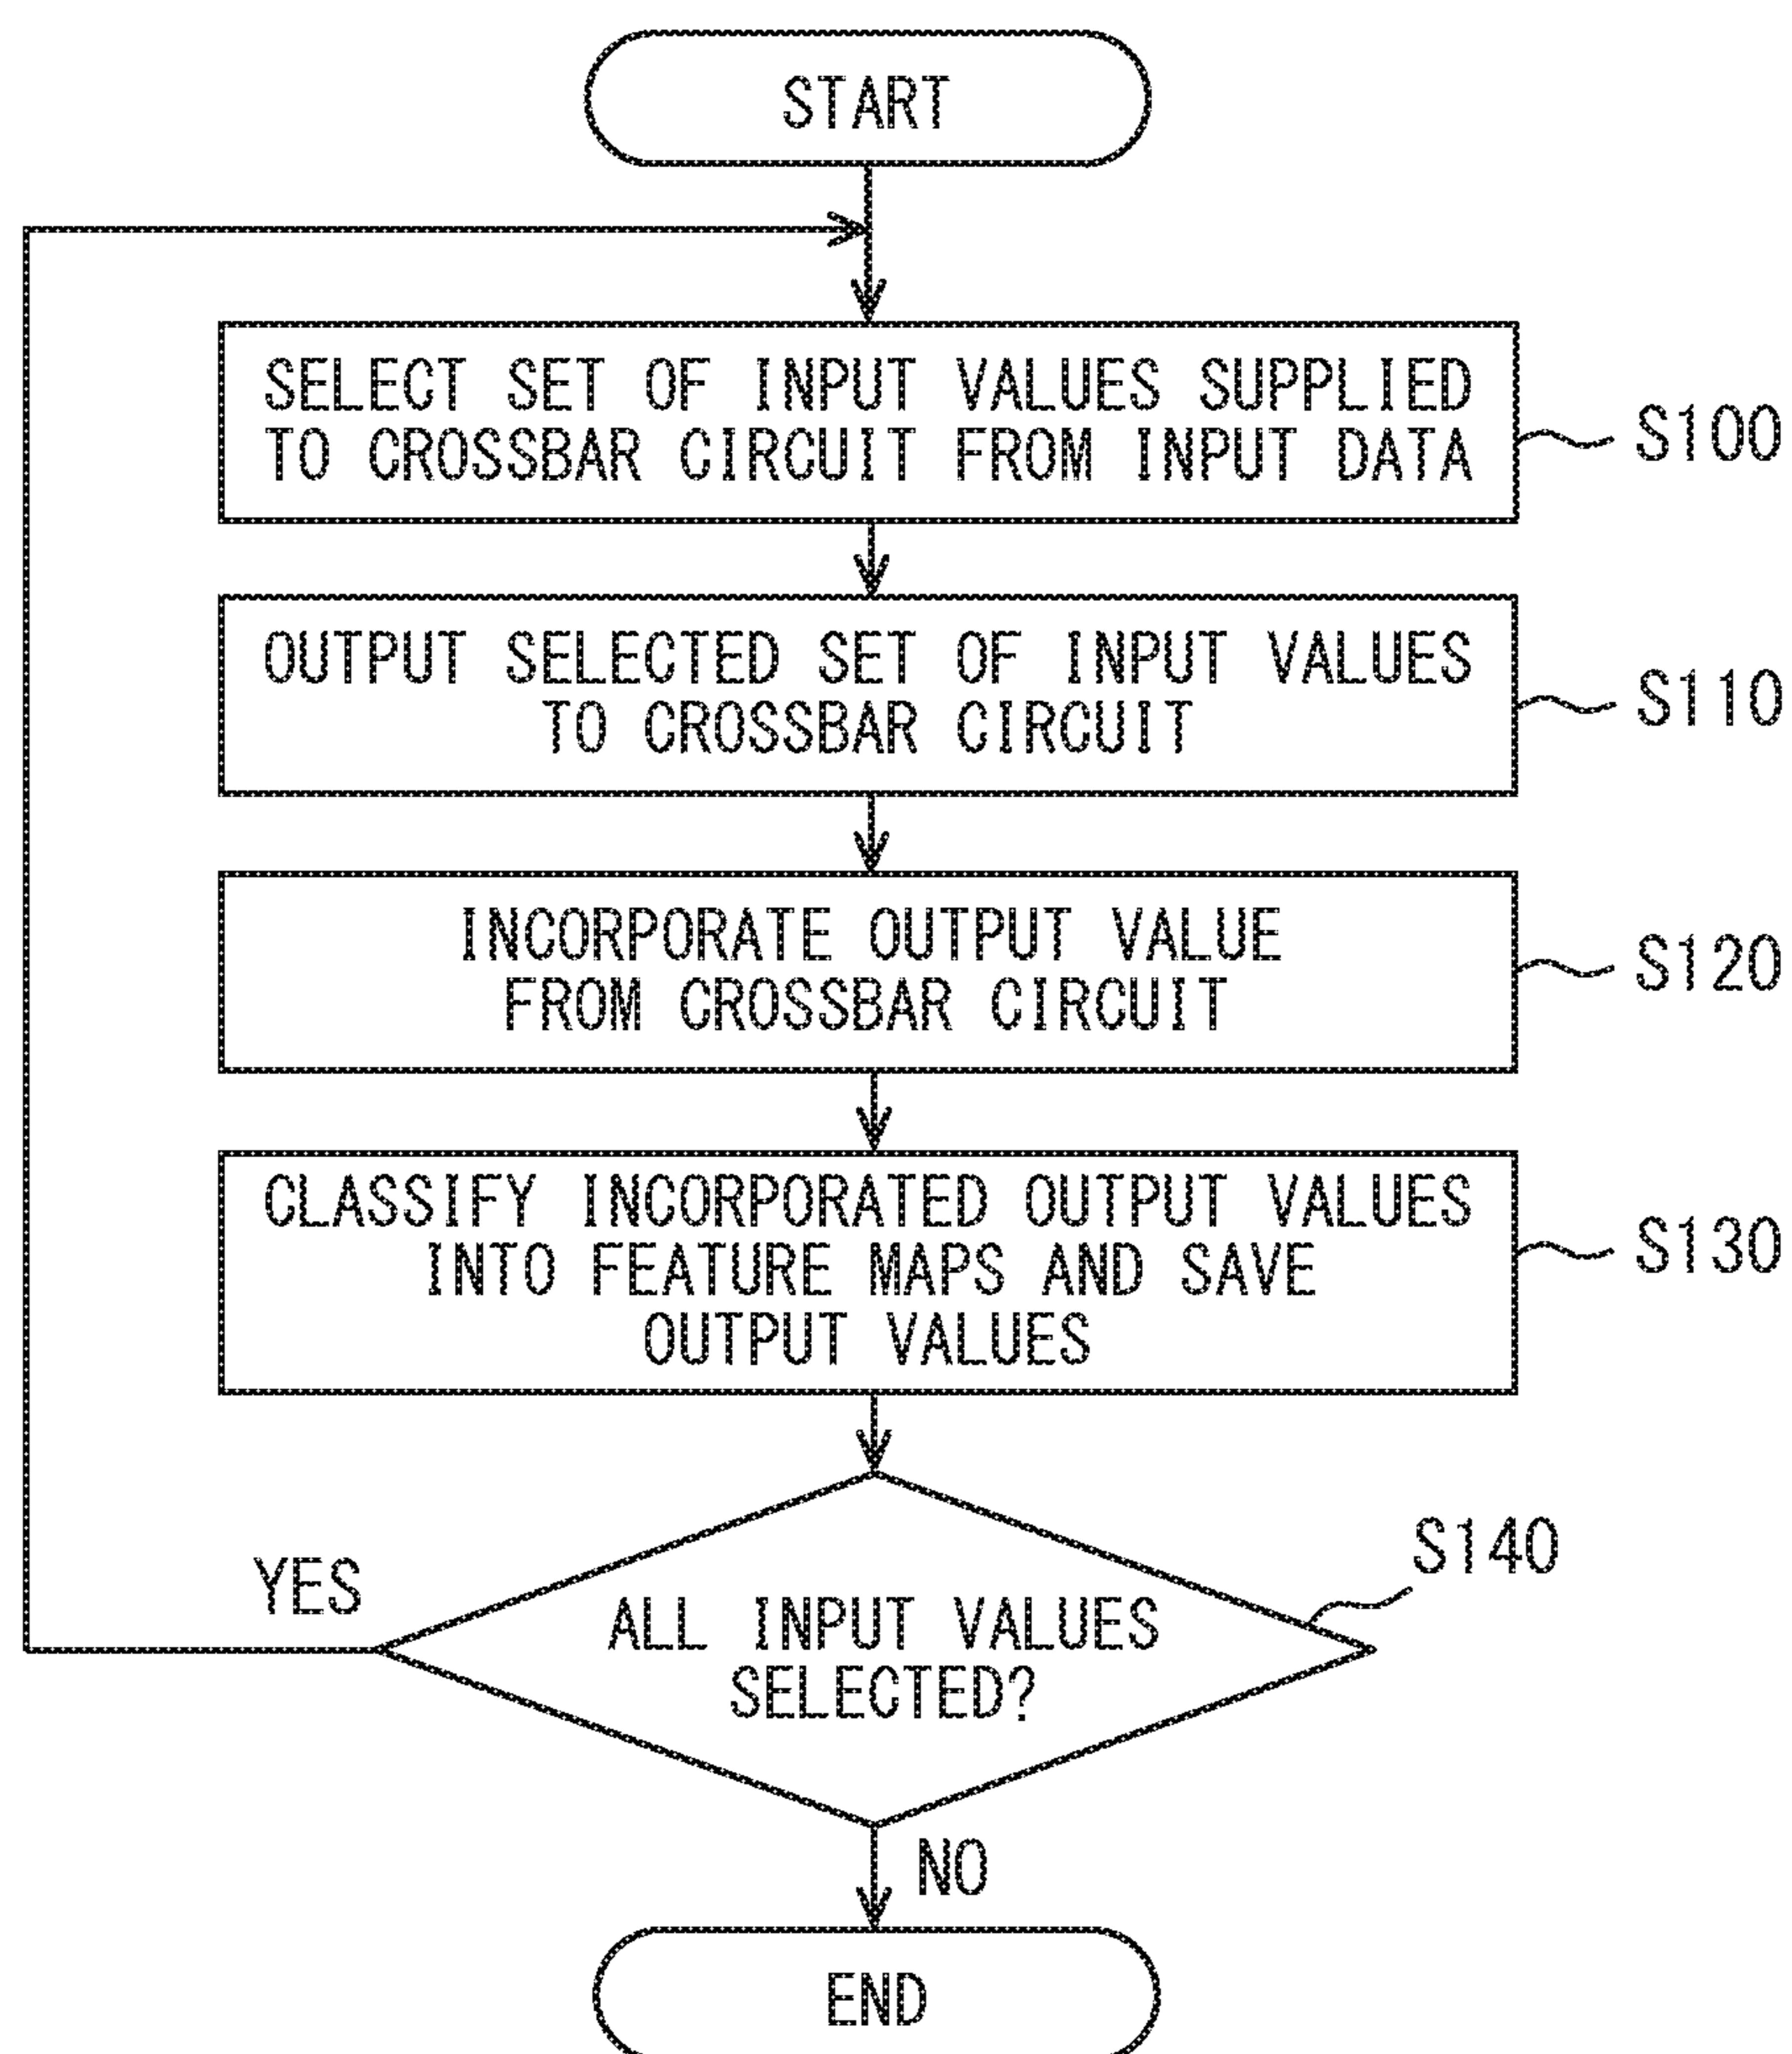 START
SELECT SET OF INPUT VALUES SUPPLIED
TO CROSSBAR CIRCUIT FROM INPUT DATA
S100
OUTPUT SELECTED SET OF INPUT VALUES
TO CROSSBAR CIRCUIT
S110
INCORPORATE OUTPUT VALUE
FROM CROSSBAR CIRCUIT
S120
CLASSIFY INCORPORATED OUTPUT VALUES
INTO FEATURE MAPS AND SAVE
OUTPUT VALUES
S130
S140
YES
ALL INPUT VALUES
SELECTED?
NO
END